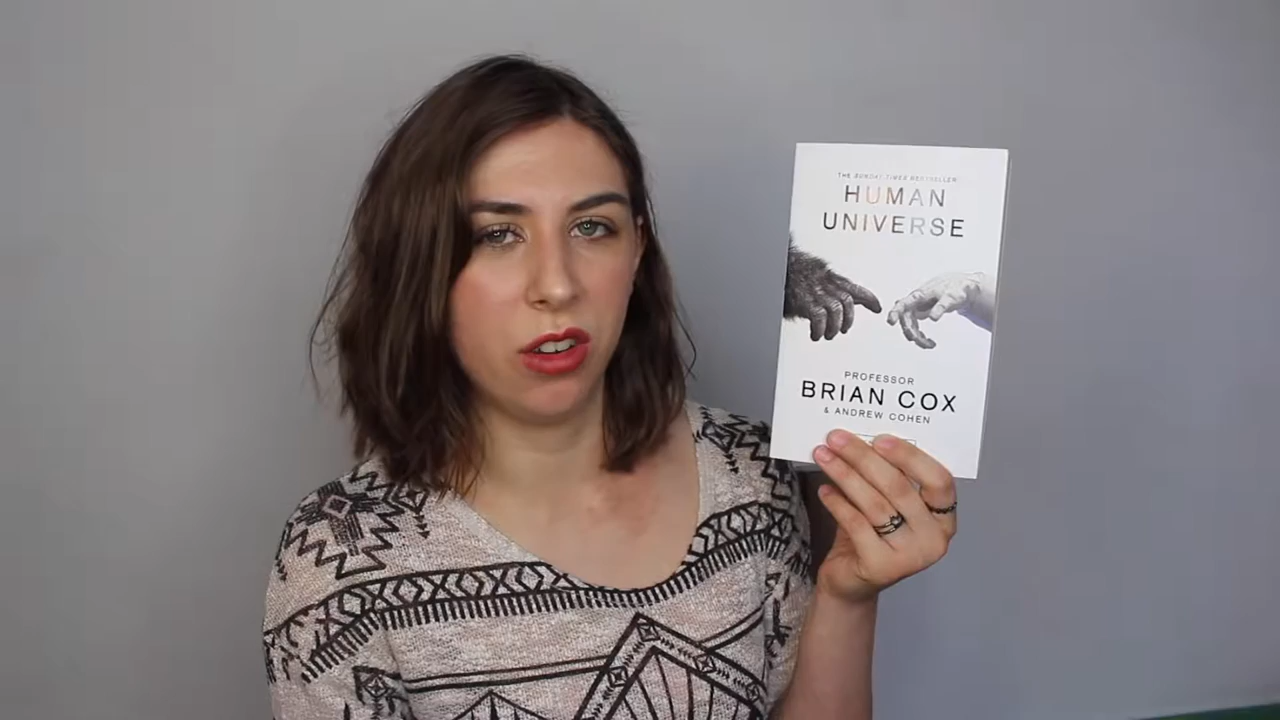 THE SUNDAY TIMES BESTSELLER
HUMAN
UNIVERSE
PROFESSOR
BRIAN COX
& ANDREW COHEN